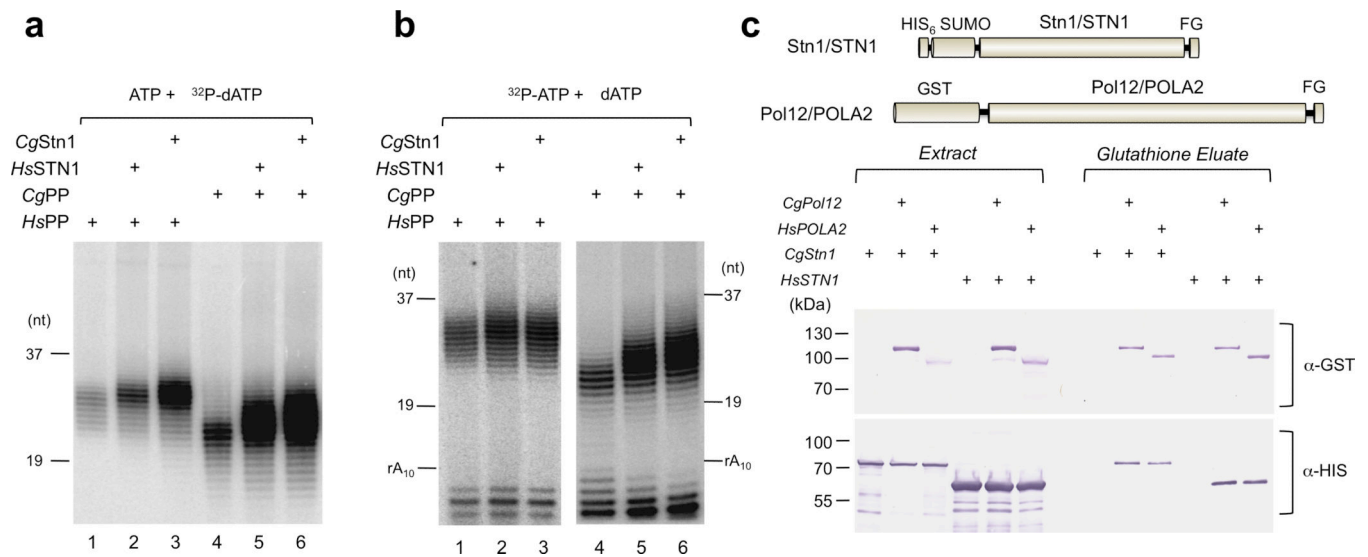 a
ATP + ³²P-dATP
CgStn1 + +
HsSTN1 + +
CgPP + + +
HsPP + + +
(nt)
37
19
1 2 3 4 5 6
b
³²P-ATP + dATP
CgStn1 + +
HsSTN1 + +
CgPP + + +
HsPP + + +
(nt) (nt)
37 37
19 19
rA₁₀ rA₁₀
1 2 3 4 5 6
c
HIS₆ SUMO Stn1/STN1 FG
Stn1/STN1
GST Pol12/POLA2 FG
Pol12/POLA2
Extract Glutathione Eluate
CgPol12 + + + +
HsPOLA2 + + + +
CgStn1 + + + + + +
HsSTN1 + + + + + +
(kDa)
130
100
70
α-GST
100
70
55
α-HIS